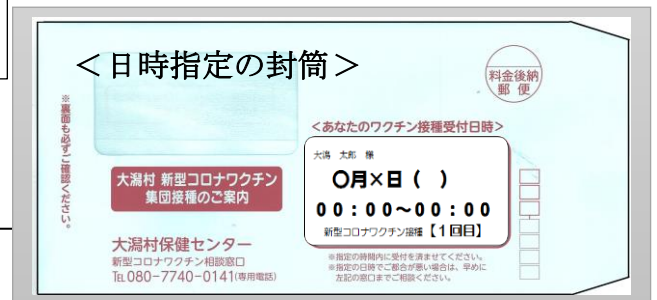 ＜日時指定の封筒＞
料金後納
郵便
※裏面も必ずご確認ください。
＜あなたのワクチン接種受付日時＞
大潟 太郎 様
〇月×日（　）
００：００～００：００
新型コロナワクチン接種【１回目】
大潟村 新型コロナワクチン
集団接種のご案内
大潟村保健センター
新型コロナワクチン相談窓口
TEL080-7740-0141(専用電話)
※指定の時間内に受付を済ませてください。
※指定の日時でご都合が悪い場合は、早めに
左記の窓口までご相談ください。